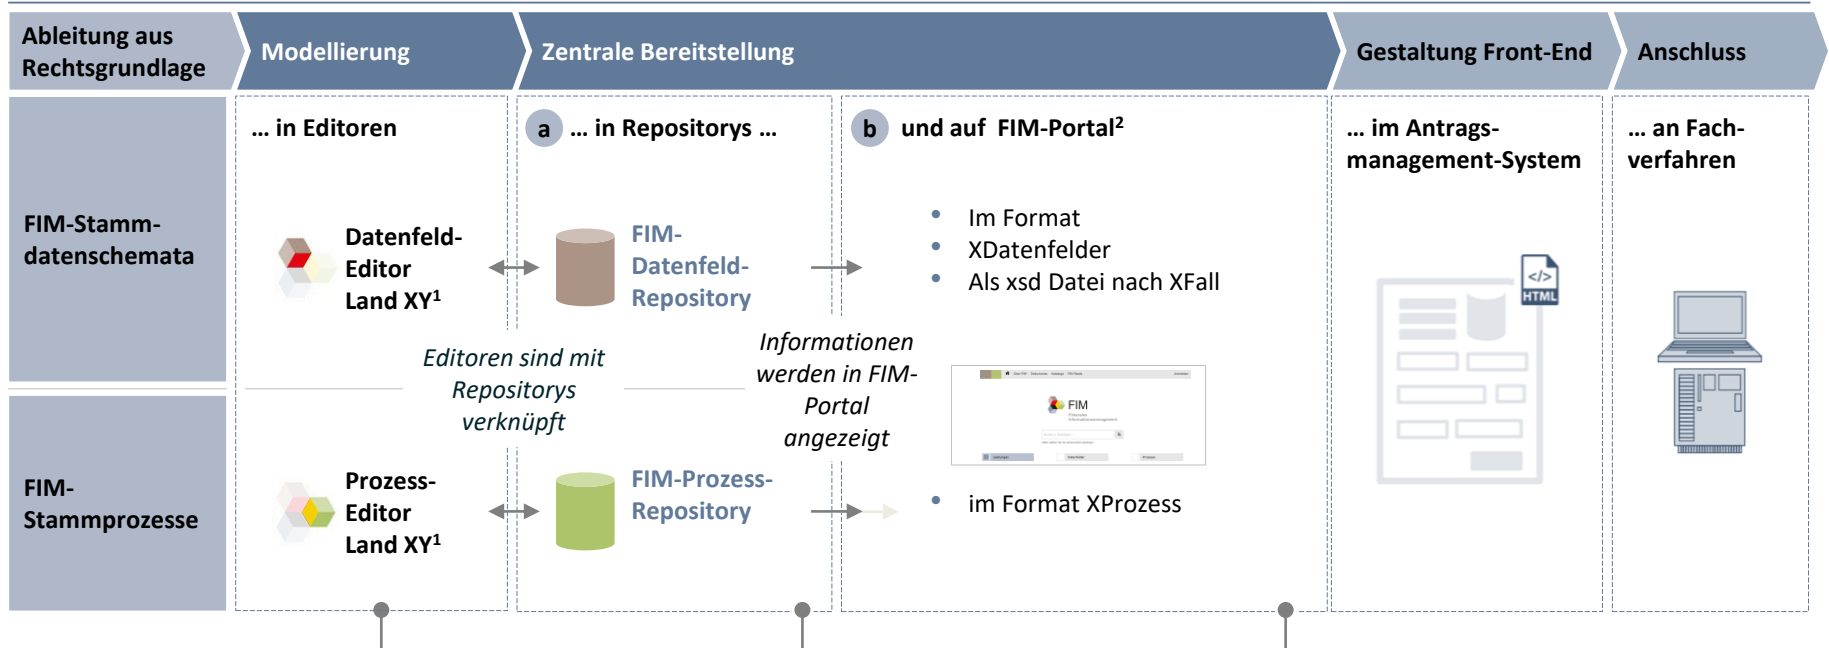 Ableitung aus
Rechtsgrundlage
Modellierung
Zentrale Bereitstellung
Gestaltung Front-End
Anschluss
FIM-Stamm-
datenschemata
FIM-
Stammprozesse
… in Editoren
a … in Repositorys …
b und auf FIM-Portal²
… im Antrags-
management-System
… an Fach-
verfahren
Datenfeld-
Editor
Land XY¹
FIM-
Datenfeld-
Repository
• Im Format
• XDatenfelder
• Als xsd Datei nach XFall
</>
HTML
Editoren sind mit
Repositorys
verknüpft
Informationen
werden in FIM-
Portal
angezeigt
FIM
Föderales
Informationsmanagement
Prozess-
Editor
Land XY¹
FIM-Prozess-
Repository
• im Format XProzess